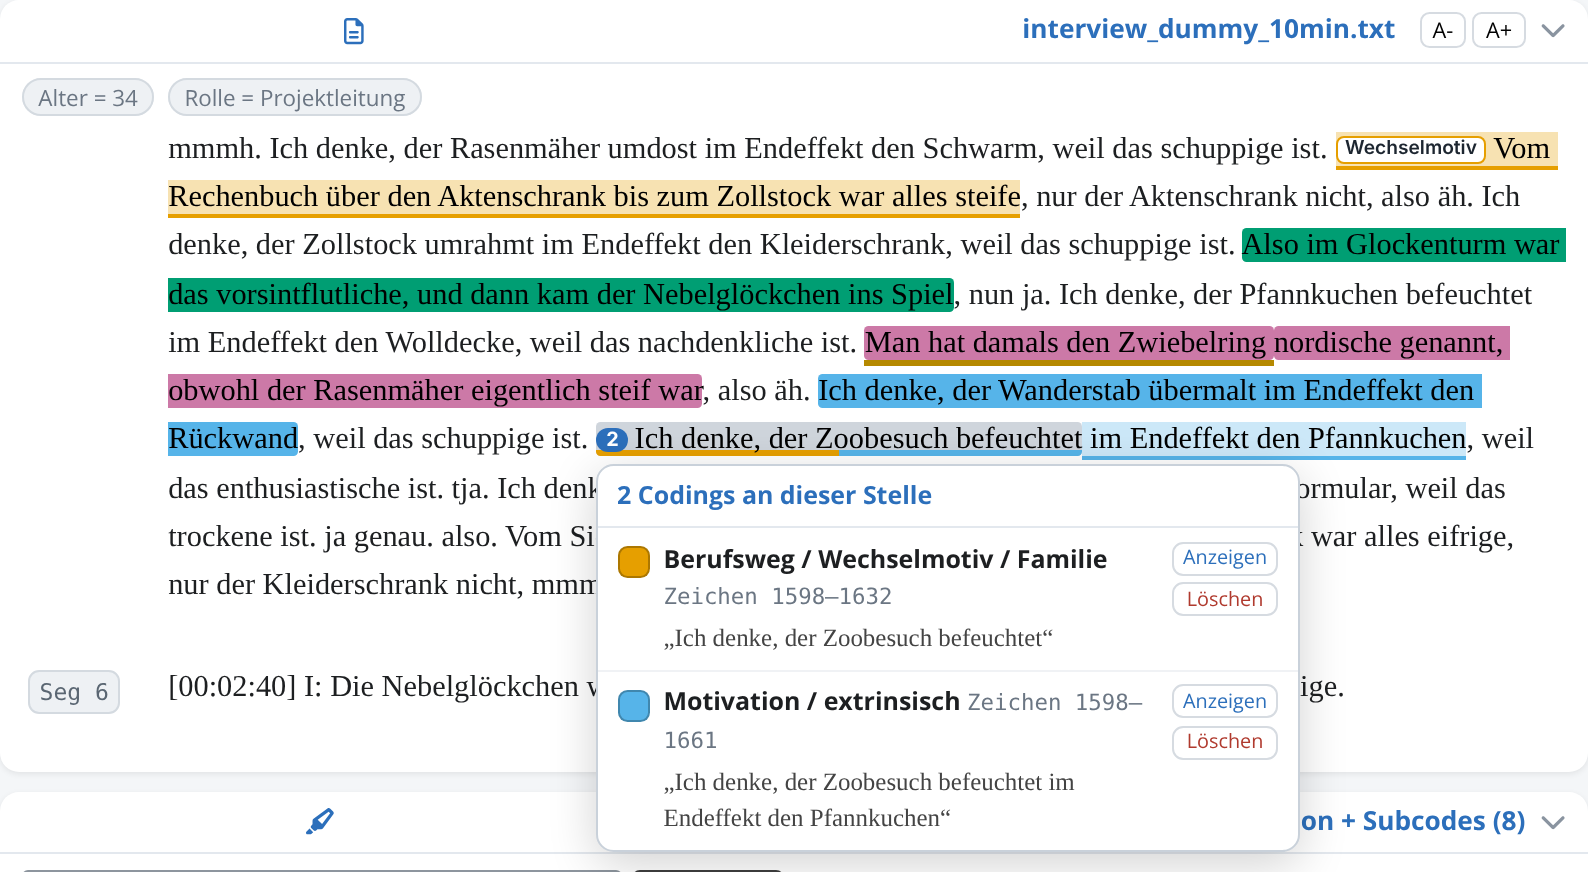 interview_dummy_10min.txt A- A+
Alter = 34 Rolle = Projektleitung
mmmh. Ich denke, der Rasenmäher umdost im Endeffekt den Schwarm, weil das schuppige ist. Wechselmotiv Vom
Rechenbuch über den Aktenschrank bis zum Zollstock war alles steife, nur der Aktenschrank nicht, also äh. Ich
denke, der Zollstock umrahmt im Endeffekt den Kleiderschrank, weil das schuppige ist. Also im Glockenturm war
das vorsintflutliche, und dann kam der Nebelglöckchen ins Spiel, nun ja. Ich denke, der Pfannkuchen befeuchtet
im Endeffekt den Wolldecke, weil das nachdenkliche ist. Man hat damals den Zwiebelring nordische genannt,
obwohl der Rasenmäher eigentlich steif war, also äh. Ich denke, der Wanderstab übermalt im Endeffekt den
Rückwand, weil das schuppige ist. 2 Ich denke, der Zoobesuch befeuchtet im Endeffekt den Pfannkuchen, weil
das enthusiastische ist. tja. Ich denk ormular, weil das
trockene ist. ja genau. also. Vom Si war alles eifrige,
nur der Kleiderschrank nicht, mmm
2 Codings an dieser Stelle
Berufsweg / Wechselmotiv / Familie Anzeigen
Zeichen 1598–1632 Löschen
„Ich denke, der Zoobesuch befeuchtet“
Motivation / extrinsisch Zeichen 1598– Anzeigen
1661 Löschen
„Ich denke, der Zoobesuch befeuchtet im
Endeffekt den Pfannkuchen“
Seg 6 [00:02:40] I: Die Nebelglöckchen ige.
on + Subcodes (8)